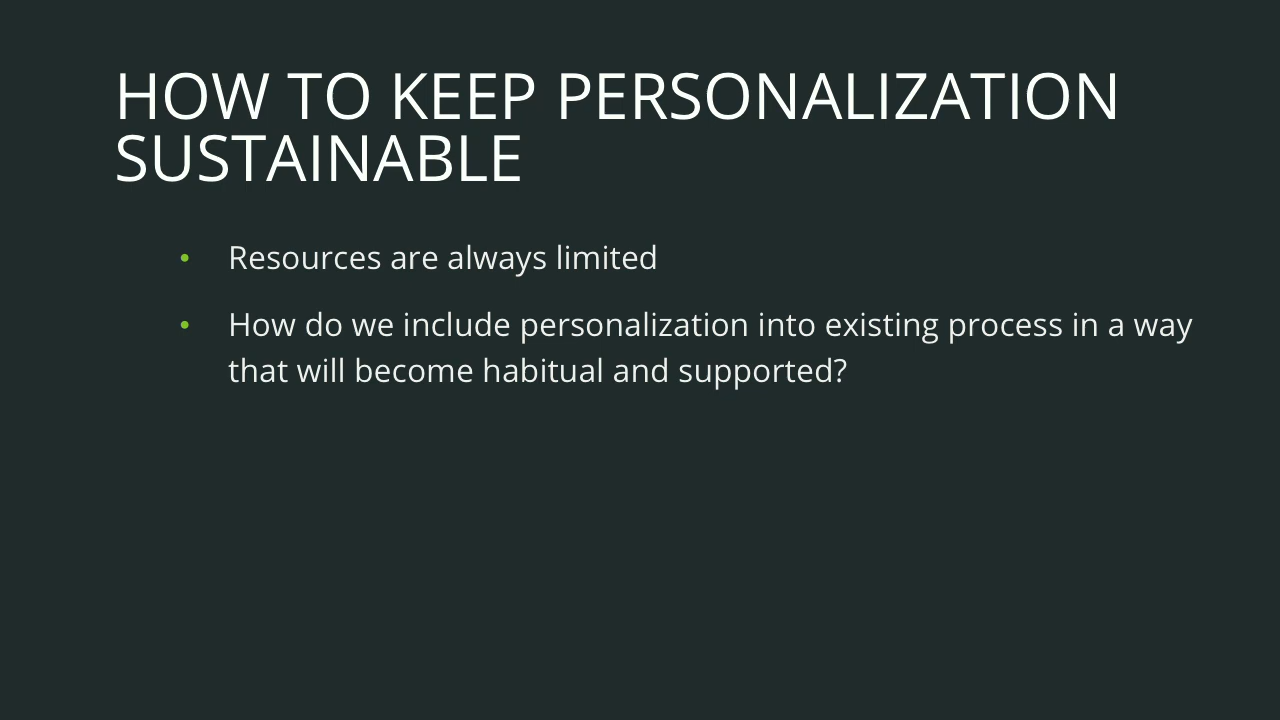 HOW TO KEEP PERSONALIZATION
SUSTAINABLE
• Resources are always limited
• How do we include personalization into existing process in a way
that will become habitual and supported?